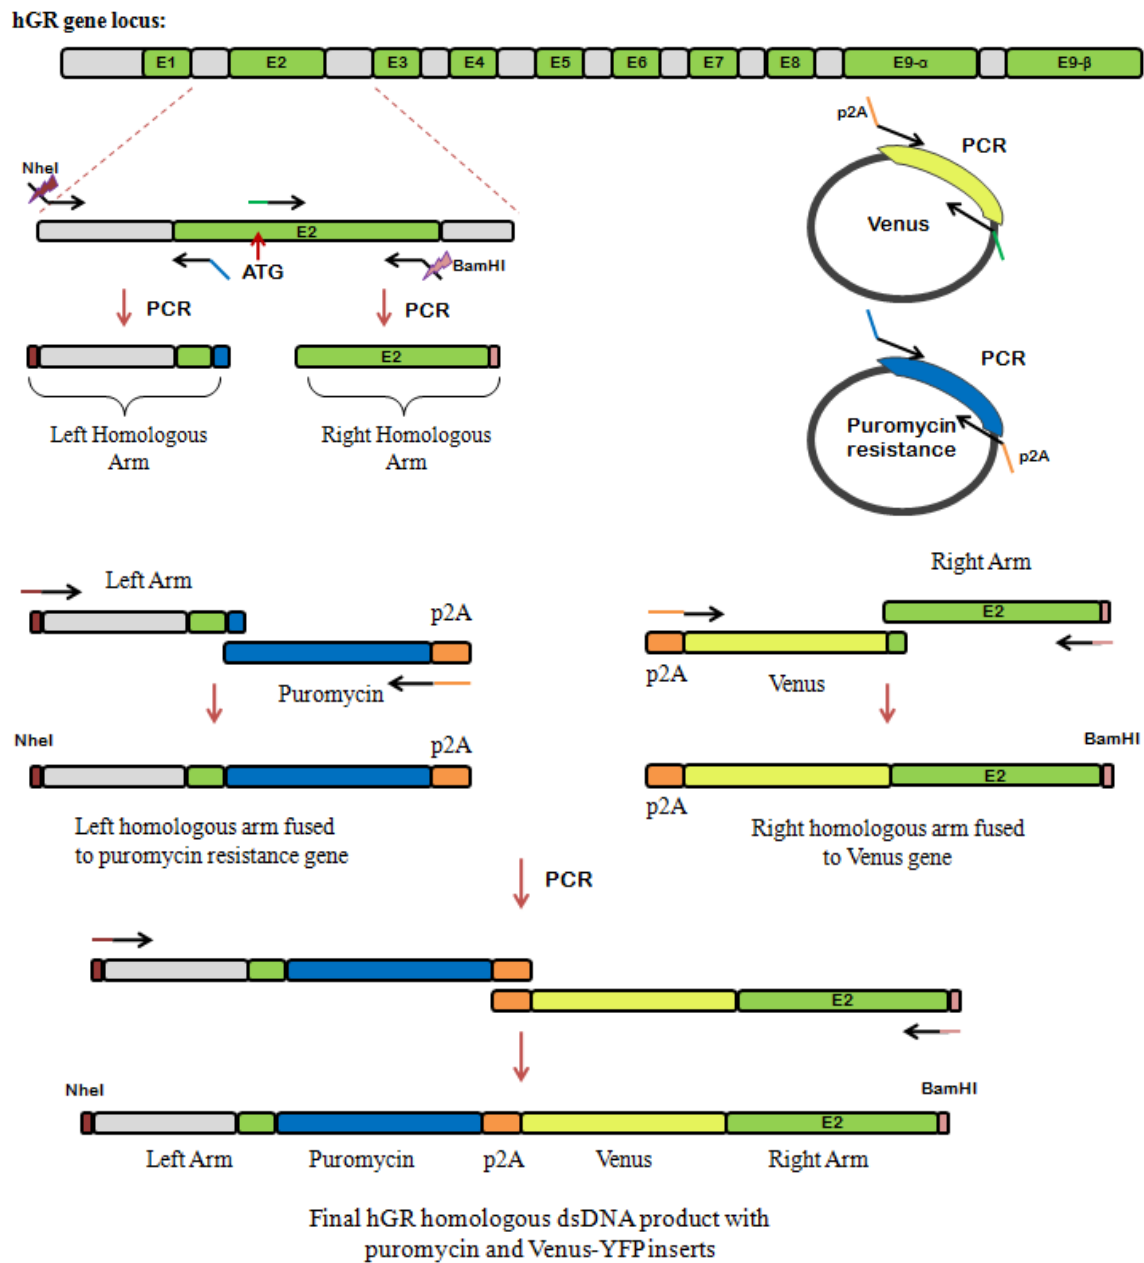 hGR gene locus:
E1 E2 E3 E4 E5 E6 E7 E8 E9-α E9-β
NheI
E2
ATG
BamHI
PCR
PCR
E2
Left Homologous
Arm
Right Homologous
Arm
p2A
PCR
Venus
PCR
Puromycin
resistance
p2A
Left Arm
p2A
Puromycin
Right Arm
E2
p2A
Venus
NheI
p2A
BamHI
E2
p2A
Left homologous arm fused
to puromycin resistance gene
Right homologous arm fused
to Venus gene
PCR
E2
NheI
BamHI
E2
Left Arm
Puromycin
p2A
Venus
Right Arm
Final hGR homologous dsDNA product with
puromycin and Venus-YFP inserts